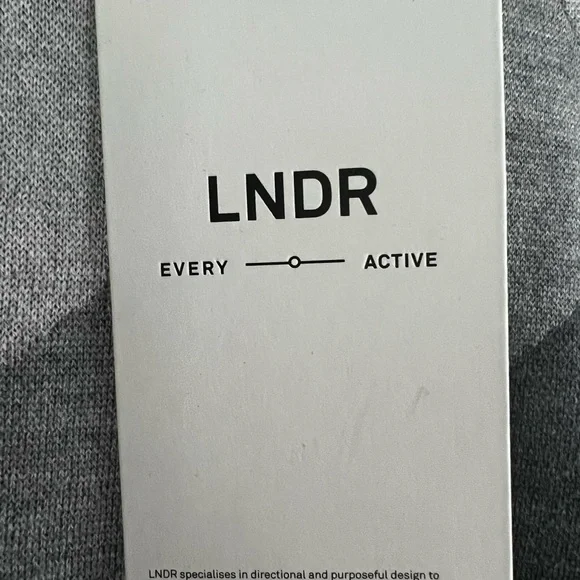 LNDR
EVERY ACTIVE
LNDR specialises in directional and purposeful design to